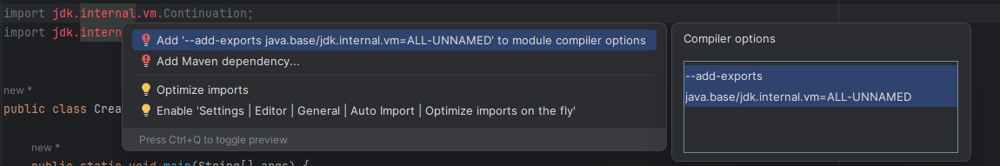 import jdk.internal.vm.Continuation;
import jdk.intern
Add '--add-exports java.base/jdk.internal.vm=ALL-UNNAMED' to module compiler options
Add Maven dependency...
Optimize imports
Enable 'Settings | Editor | General | Auto Import | Optimize imports on the fly'
Press Ctrl+Q to toggle preview
Compiler options
--add-exports
java.base/jdk.internal.vm=ALL-UNNAMED
new *
public class Crea
new *
public static void main(String[] args) {